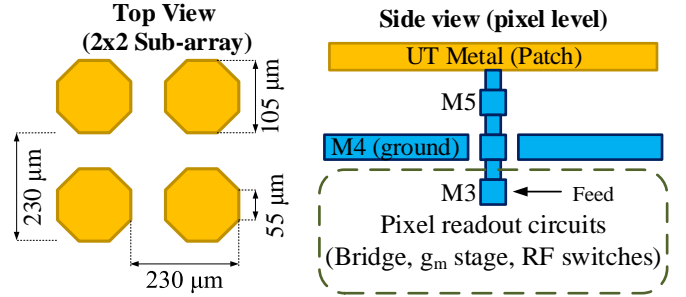 Top View
(2x2 Sub-array)
105 µm
230 µm
55 µm
230 µm
Side view (pixel level)
UT Metal (Patch)
M5
M4 (ground)
M3
Feed
Pixel readout circuits
(Bridge, gm stage, RF switches)